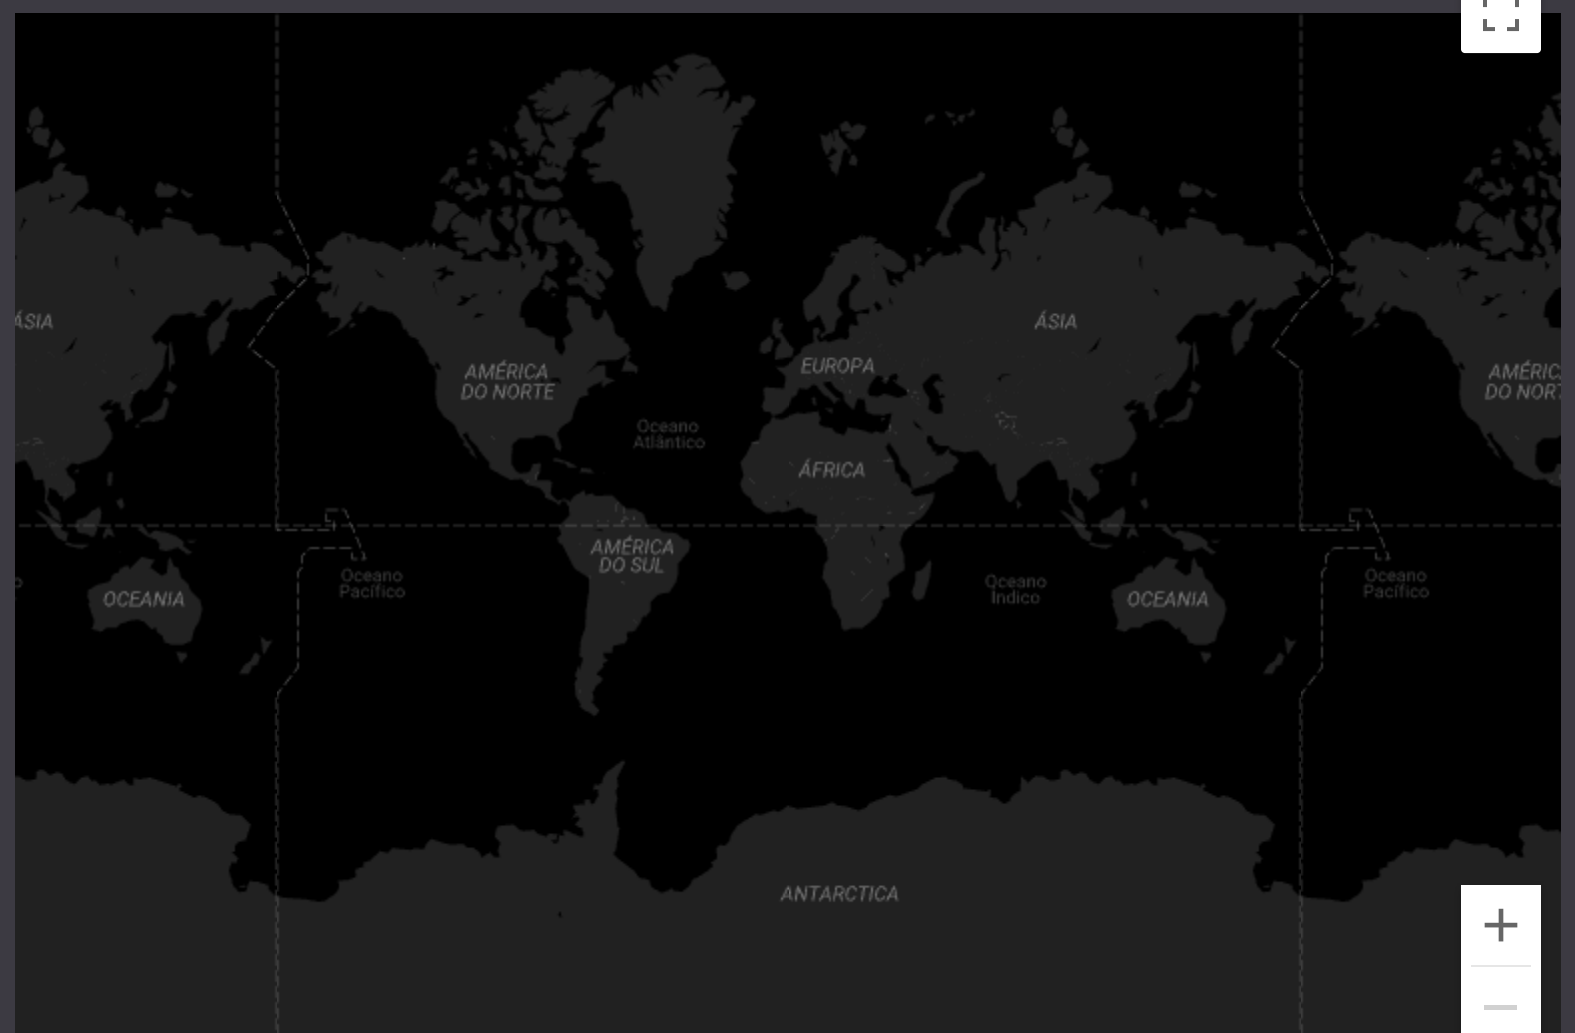 ÁSIA
ÁSIA
EUROPA
AMÉRICA
DO NORTE
AMÉRIC
DO NORT
Oceano
Atlântico
ÁFRICA
AMÉRICA
DO SUL
Oceano
Pacífico
Oceano
Índico
Oceano
Pacífico
OCEANIA
OCEANIA
ANTARCTICA